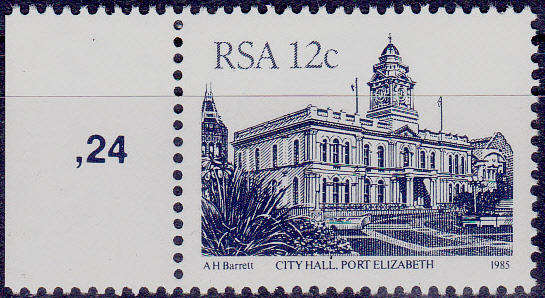 RSA 12c
,24
A H Barrett CITY HALL, PORT ELIZABETH 1985